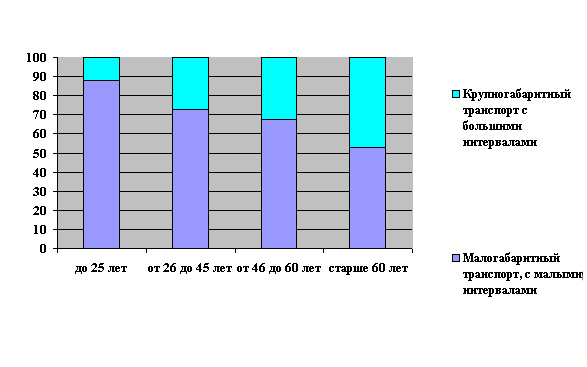 100
90
80
70
60
50
40
30
20
10
0
до 25 лет
от 26 до 45 лет
от 46 до 60 лет
старше 60 лет
Крупногабаритный
транспорт с
большими
интервалами
Малогабаритный
транспорт, с малыми
интервалами